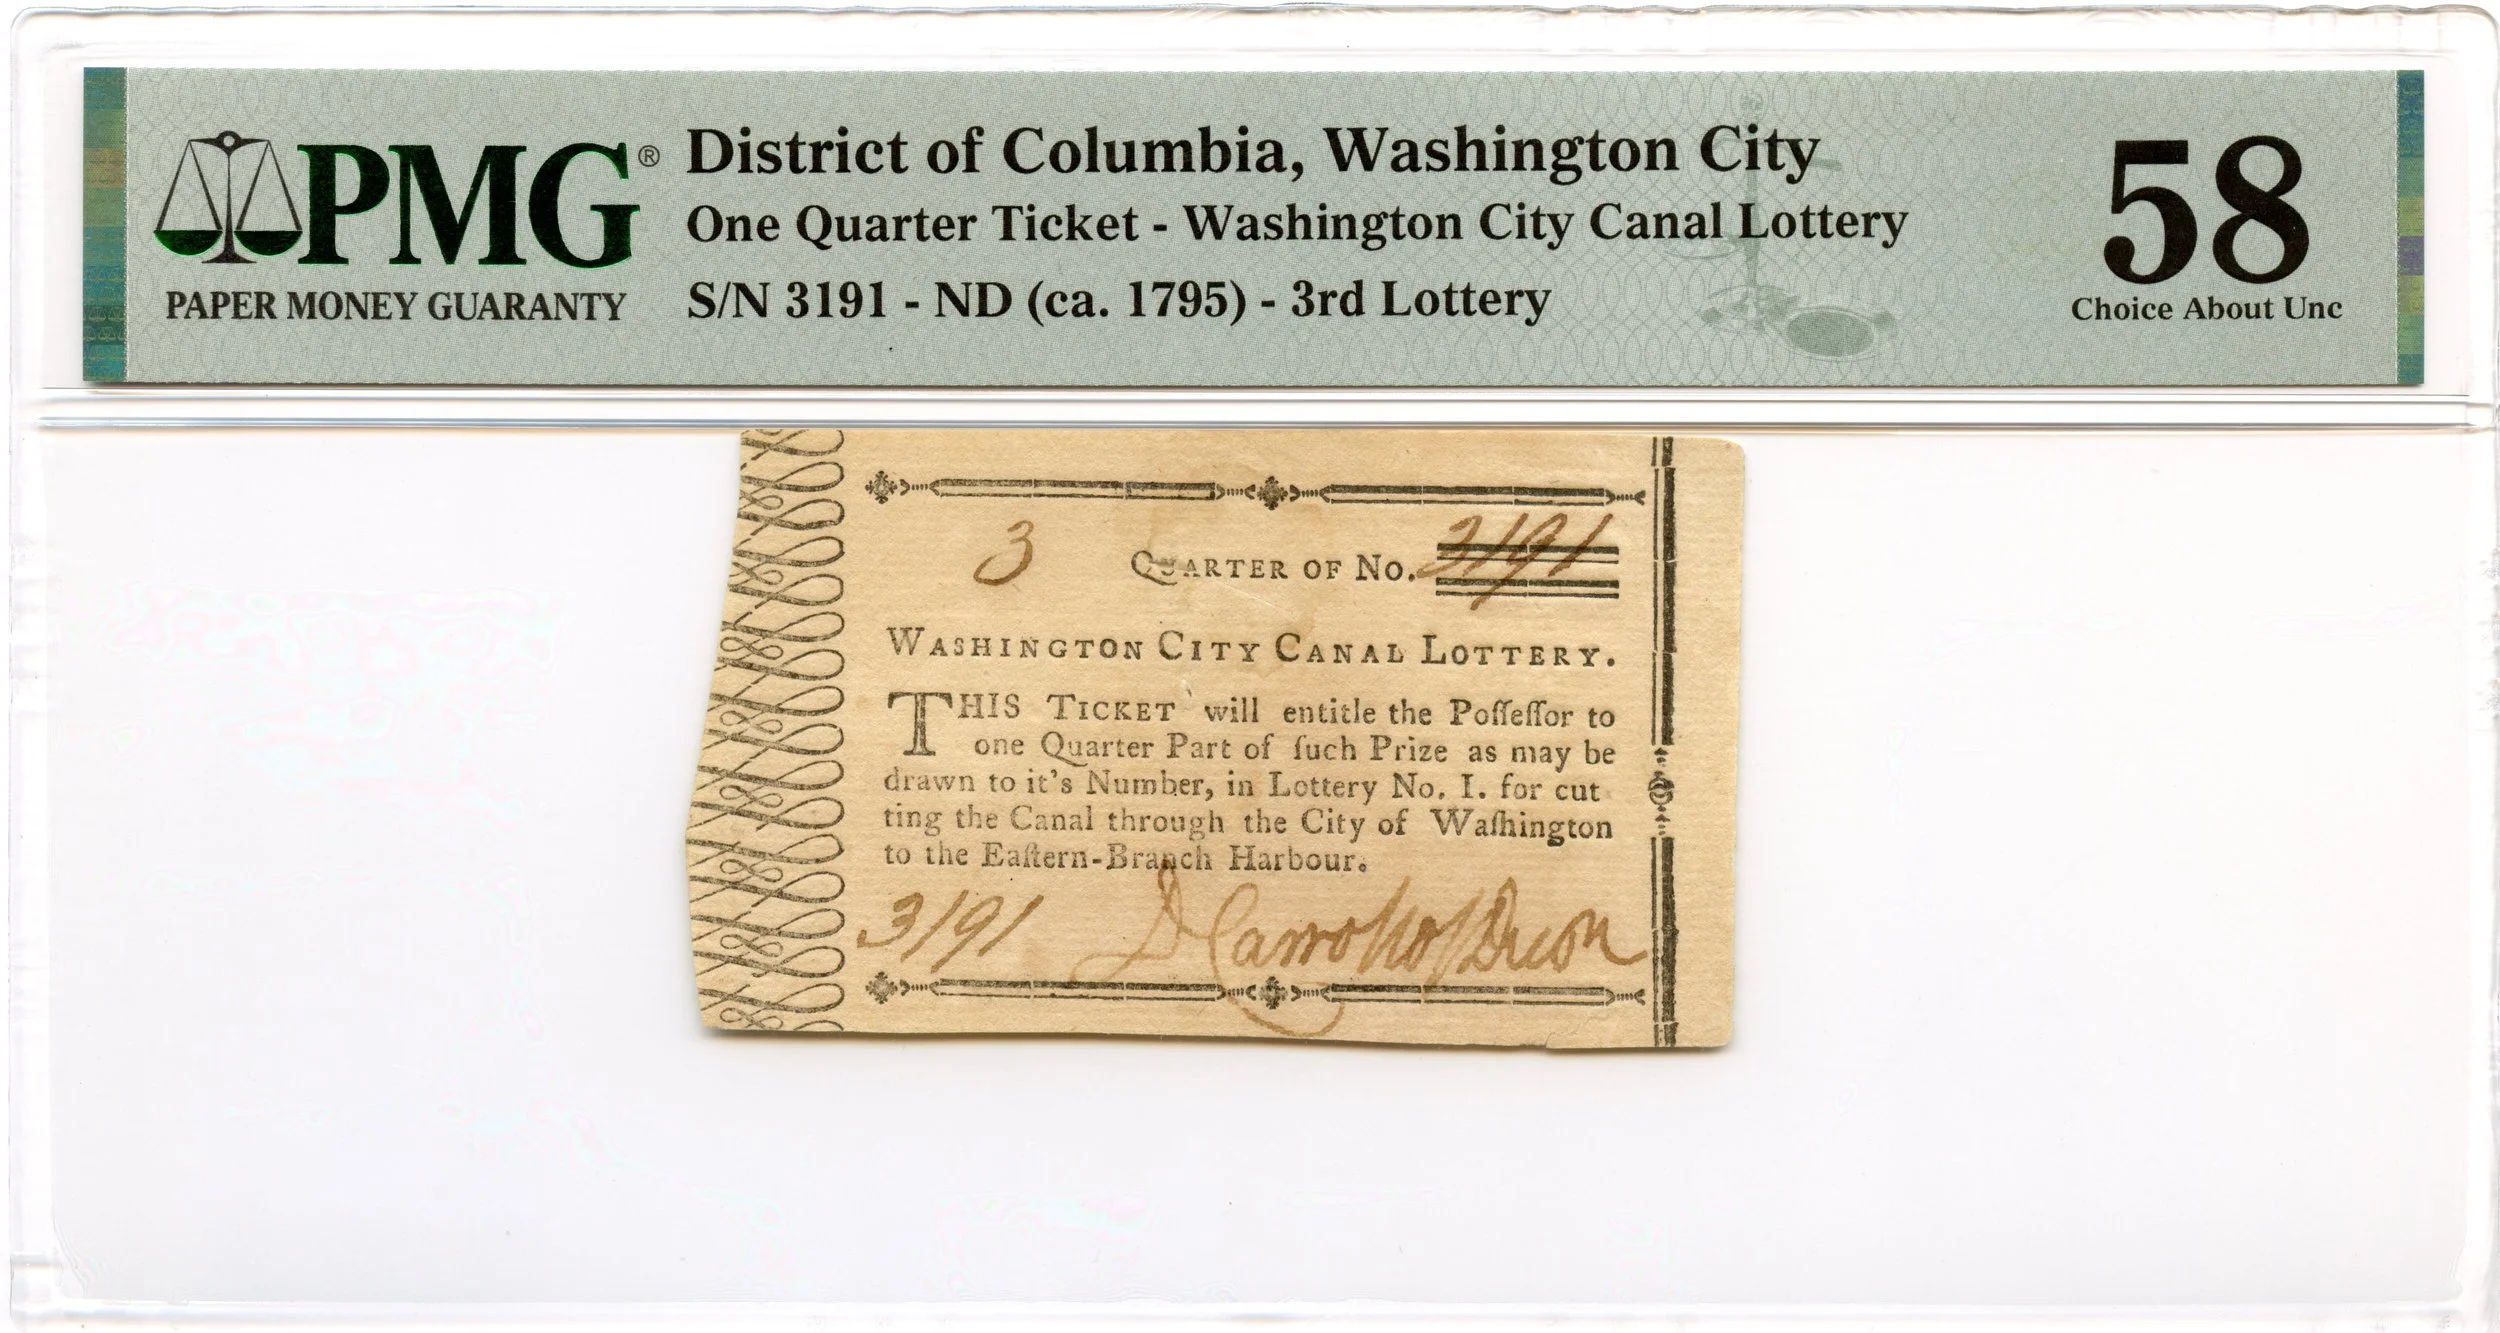 PMG®
PAPER MONEY GUARANTY
District of Columbia, Washington City
One Quarter Ticket - Washington City Canal Lottery
S/N 3191 - ND (ca. 1795) - 3rd Lottery
58
Choice About Unc
3 QUARTER OF NO. 3191
WASHINGTON CITY CANAL LOTTERY.
THIS TICKET will entitle the Poſſeſſor to
one Quarter Part of ſuch Prize as may be
drawn to it's Number, in Lottery No. I. for cut
ting the Canal through the City of Waſhington
to the Eaſtern-Branch Harbour.
3191 D Carroll of Dudn